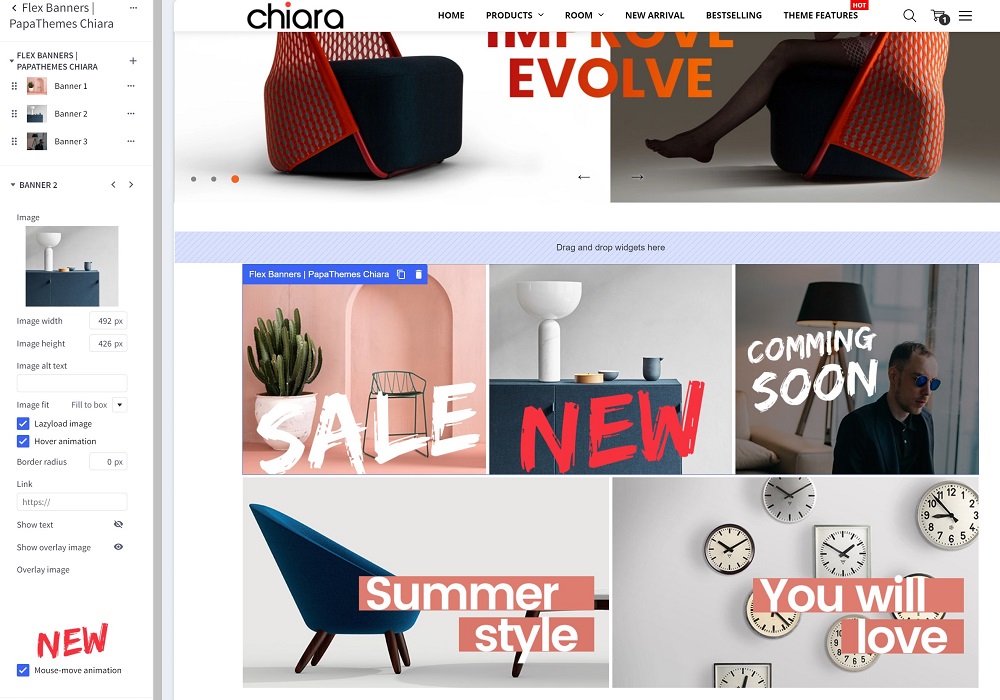 Flex Banners |
PapaThemes Chiara
FLEX BANNERS |
PAPATHEMES CHIARA
Banner 1
Banner 2
Banner 3
BANNER 2
Image
Image width 492 px
Image height 426 px
Image alt text
Image fit Fill to box
Lazyload image
Hover animation
Border radius 0 px
Link
https://
Show text
Show overlay image
Overlay image
NEW
Mouse-move animation
chiara
HOME PRODUCTS ROOM NEW ARRIVAL BESTSELLING THEME FEATURES HOT
1
IMPROVE
EVOLVE
Drag and drop widgets here
Flex Banners | PapaThemes Chiara
SALE
NEW
COMMING
SOON
Summer
style
You will
love